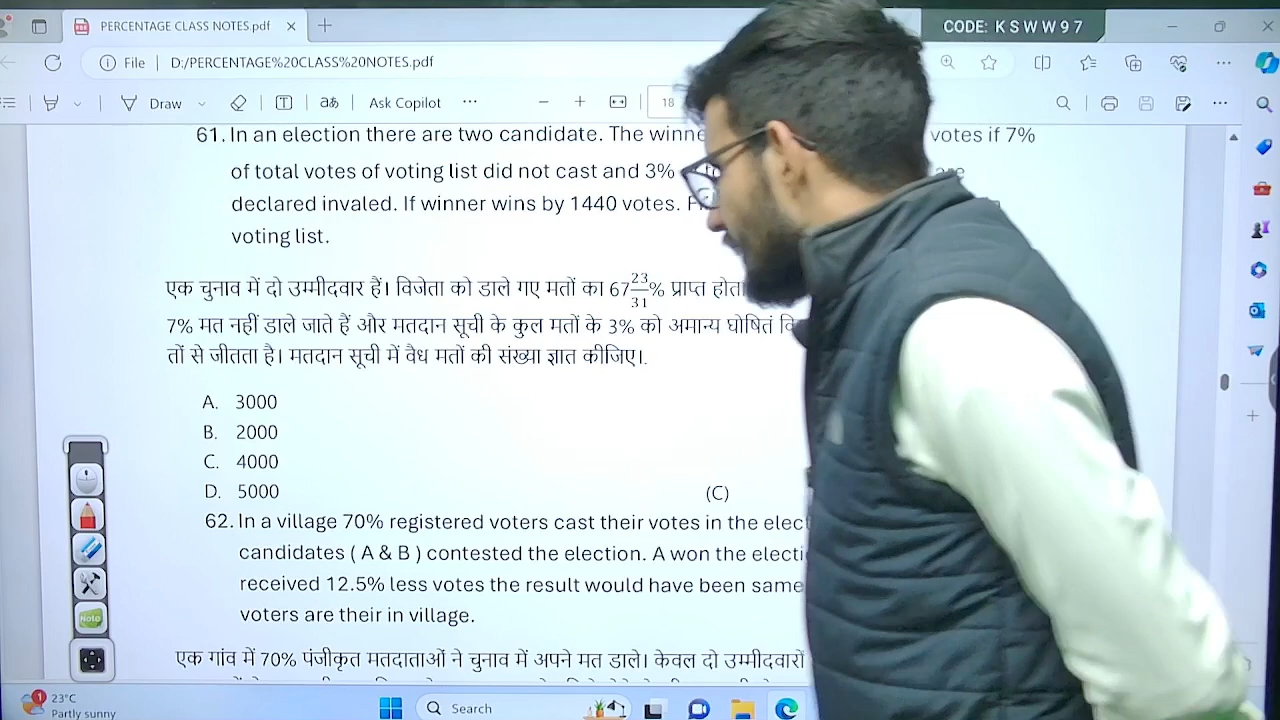 PERCENTAGE CLASS NOTES.pdf
CODE: K S W W 9 7
File D:/PERCENTAGE%20CLASS%20NOTES.pdf
Draw
aあ
Ask Copilot
18
61. In an election there are two candidate. The votes if 7%
of total votes of voting list did not cast and 3%
declared invaled. If winner wins by 1440 votes.
voting list.
एक चुनाव में दो उम्मीदवार हैं। विजेता को डाले गए मतों का 67 23/31% प्राप्त
7% मत नहीं डाले जाते हैं और मतदान सूची के कुल मतों के 3% को अमान्य घोषित
तों से जीतता है। मतदान सूची में वैध मतों की संख्या ज्ञात कीजिए।.
A. 3000
B. 2000
C. 4000
D. 5000
(C)
62. In a village 70% registered voters cast their votes in the
candidates ( A & B ) contested the election. A won the
received 12.5% less votes the result would have been same
voters are their in village.
एक गांव में 70% पंजीकृत मतदाताओं ने चुनाव में अपने मत डाले। केवल दो उम्मीदवारों
Note
1
23°C
Partly sunny
Search